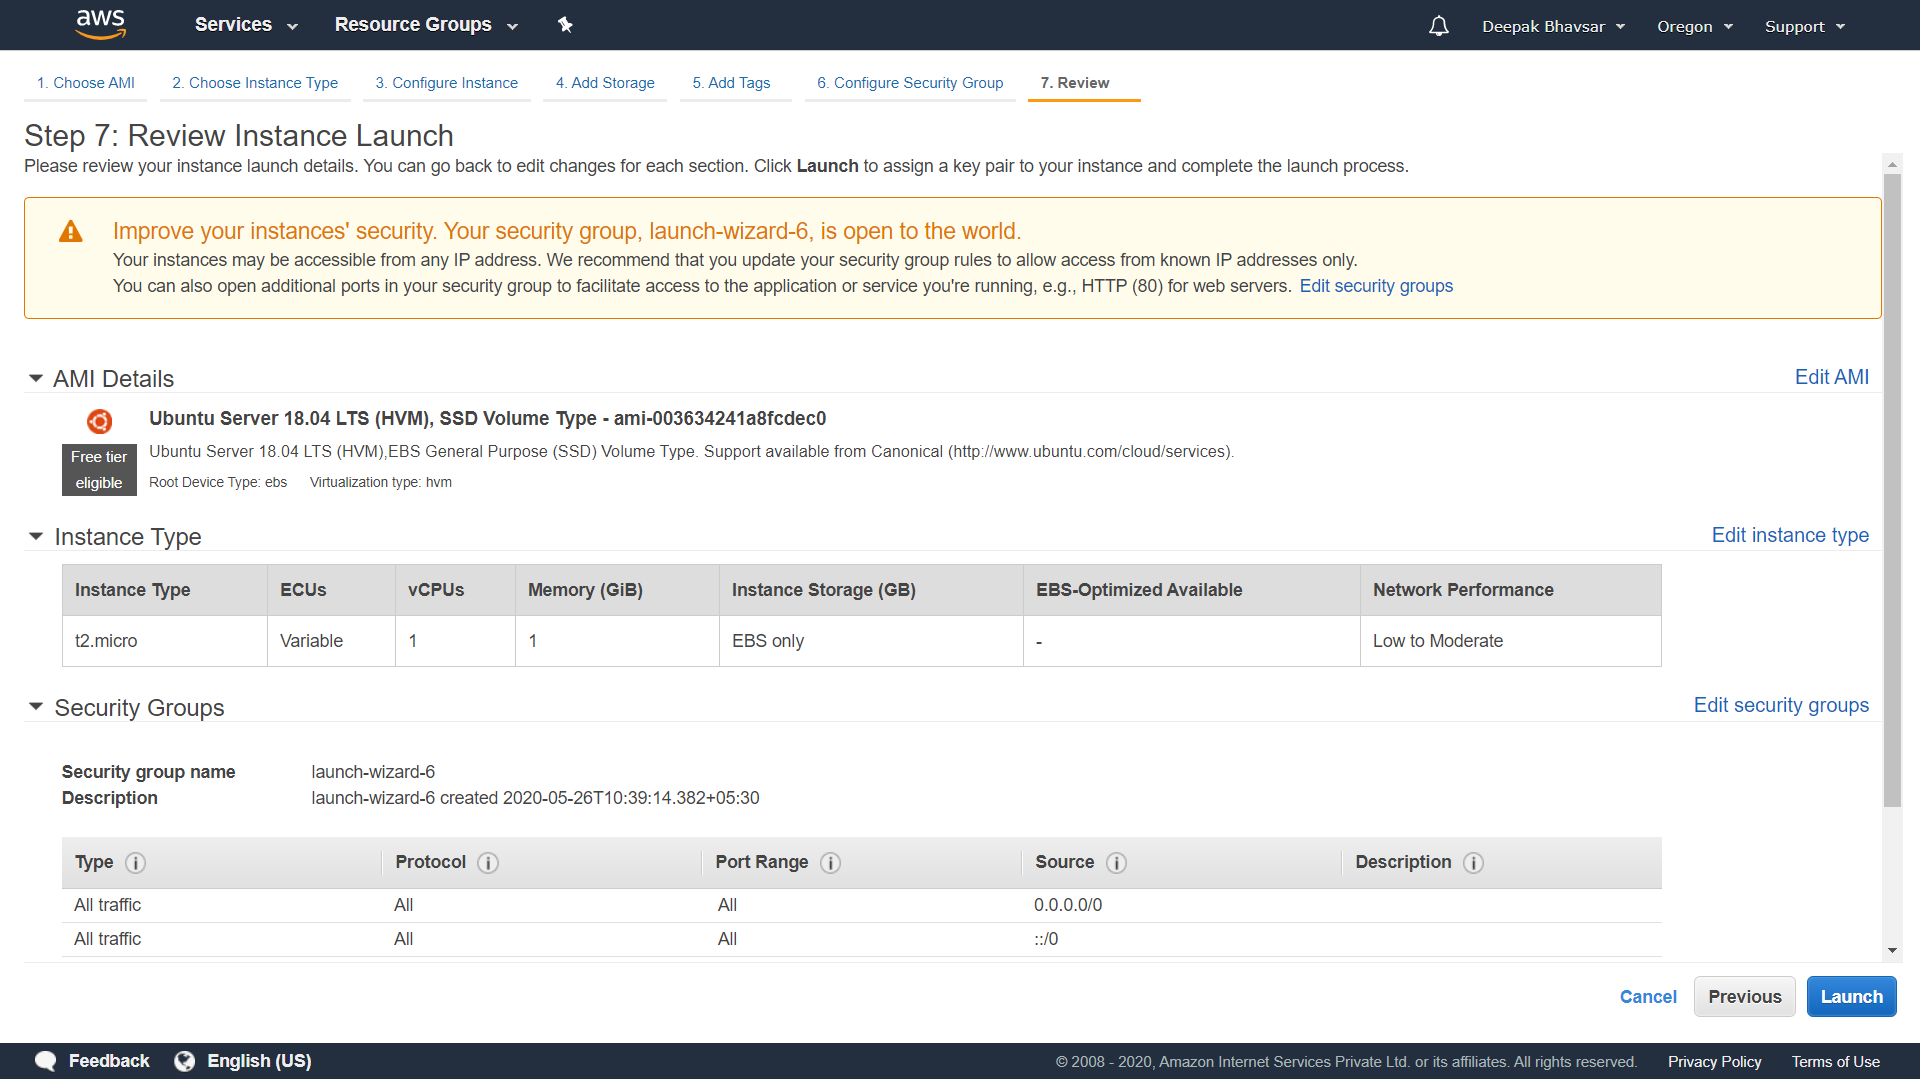 aws Services Resource Groups Deepak Bhavsar Oregon Support
1. Choose AMI 2. Choose Instance Type 3. Configure Instance 4. Add Storage 5. Add Tags 6. Configure Security Group 7. Review
Step 7: Review Instance Launch
Please review your instance launch details. You can go back to edit changes for each section. Click Launch to assign a key pair to your instance and complete the launch process.
Improve your instances' security. Your security group, launch-wizard-6, is open to the world.
Your instances may be accessible from any IP address. We recommend that you update your security group rules to allow access from known IP addresses only.
You can also open additional ports in your security group to facilitate access to the application or service you're running, e.g., HTTP (80) for web servers. Edit security groups
AMI Details Edit AMI
Ubuntu Server 18.04 LTS (HVM), SSD Volume Type - ami-003634241a8fcdec0
Free tier
eligible
Ubuntu Server 18.04 LTS (HVM),EBS General Purpose (SSD) Volume Type. Support available from Canonical (http://www.ubuntu.com/cloud/services).
Root Device Type: ebs Virtualization type: hvm
Instance Type Edit instance type
Instance Type ECUs vCPUs Memory (GiB) Instance Storage (GB) EBS-Optimized Available Network Performance
t2.micro Variable 1 1 EBS only - Low to Moderate
Security Groups Edit security groups
Security group name launch-wizard-6
Description launch-wizard-6 created 2020-05-26T10:39:14.382+05:30
Type Protocol Port Range Source Description
All traffic All All 0.0.0.0/0
All traffic All All ::/0
Cancel Previous Launch
Feedback English (US) © 2008 - 2020, Amazon Internet Services Private Ltd. or its affiliates. All rights reserved. Privacy Policy Terms of Use